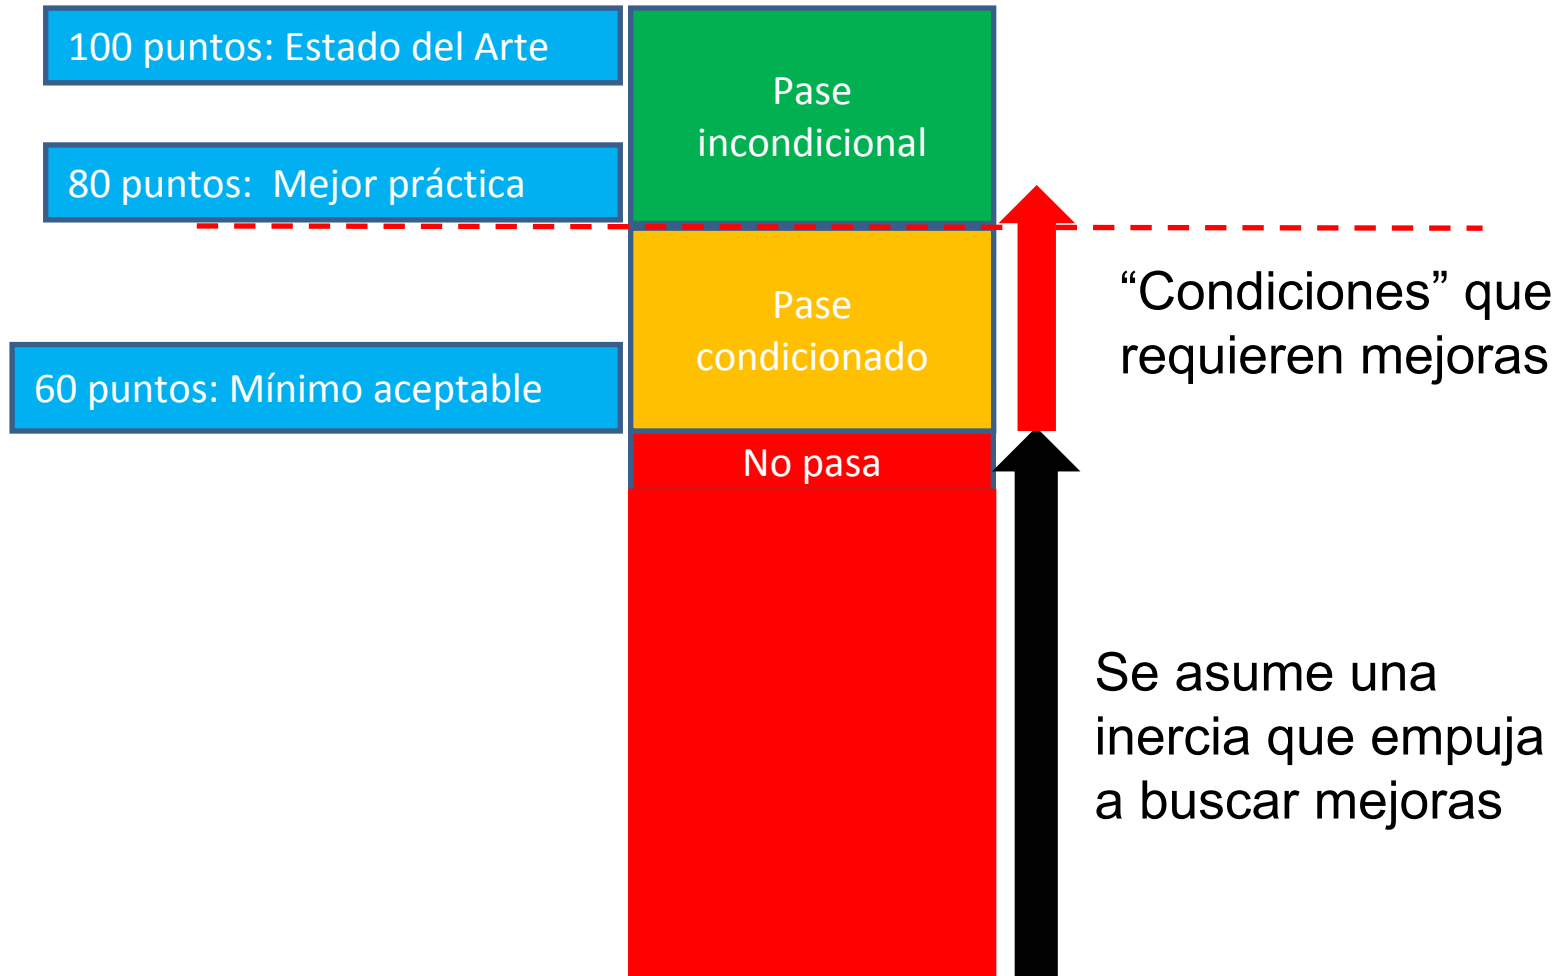 100 puntos: Estado del Arte
Pase
incondicional
80 puntos:  Mejor práctica
“Condiciones” que
requieren mejoras
Pase
condicionado
60 puntos: Mínimo aceptable
No pasa
Se asume una
inercia que empuja
a buscar mejoras